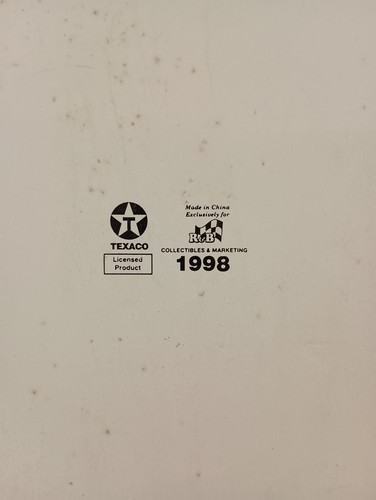 T
TEXACO
Licensed
Product
Made in China
Exclusively for
R&B
COLLECTIBLES & MARKETING
1998